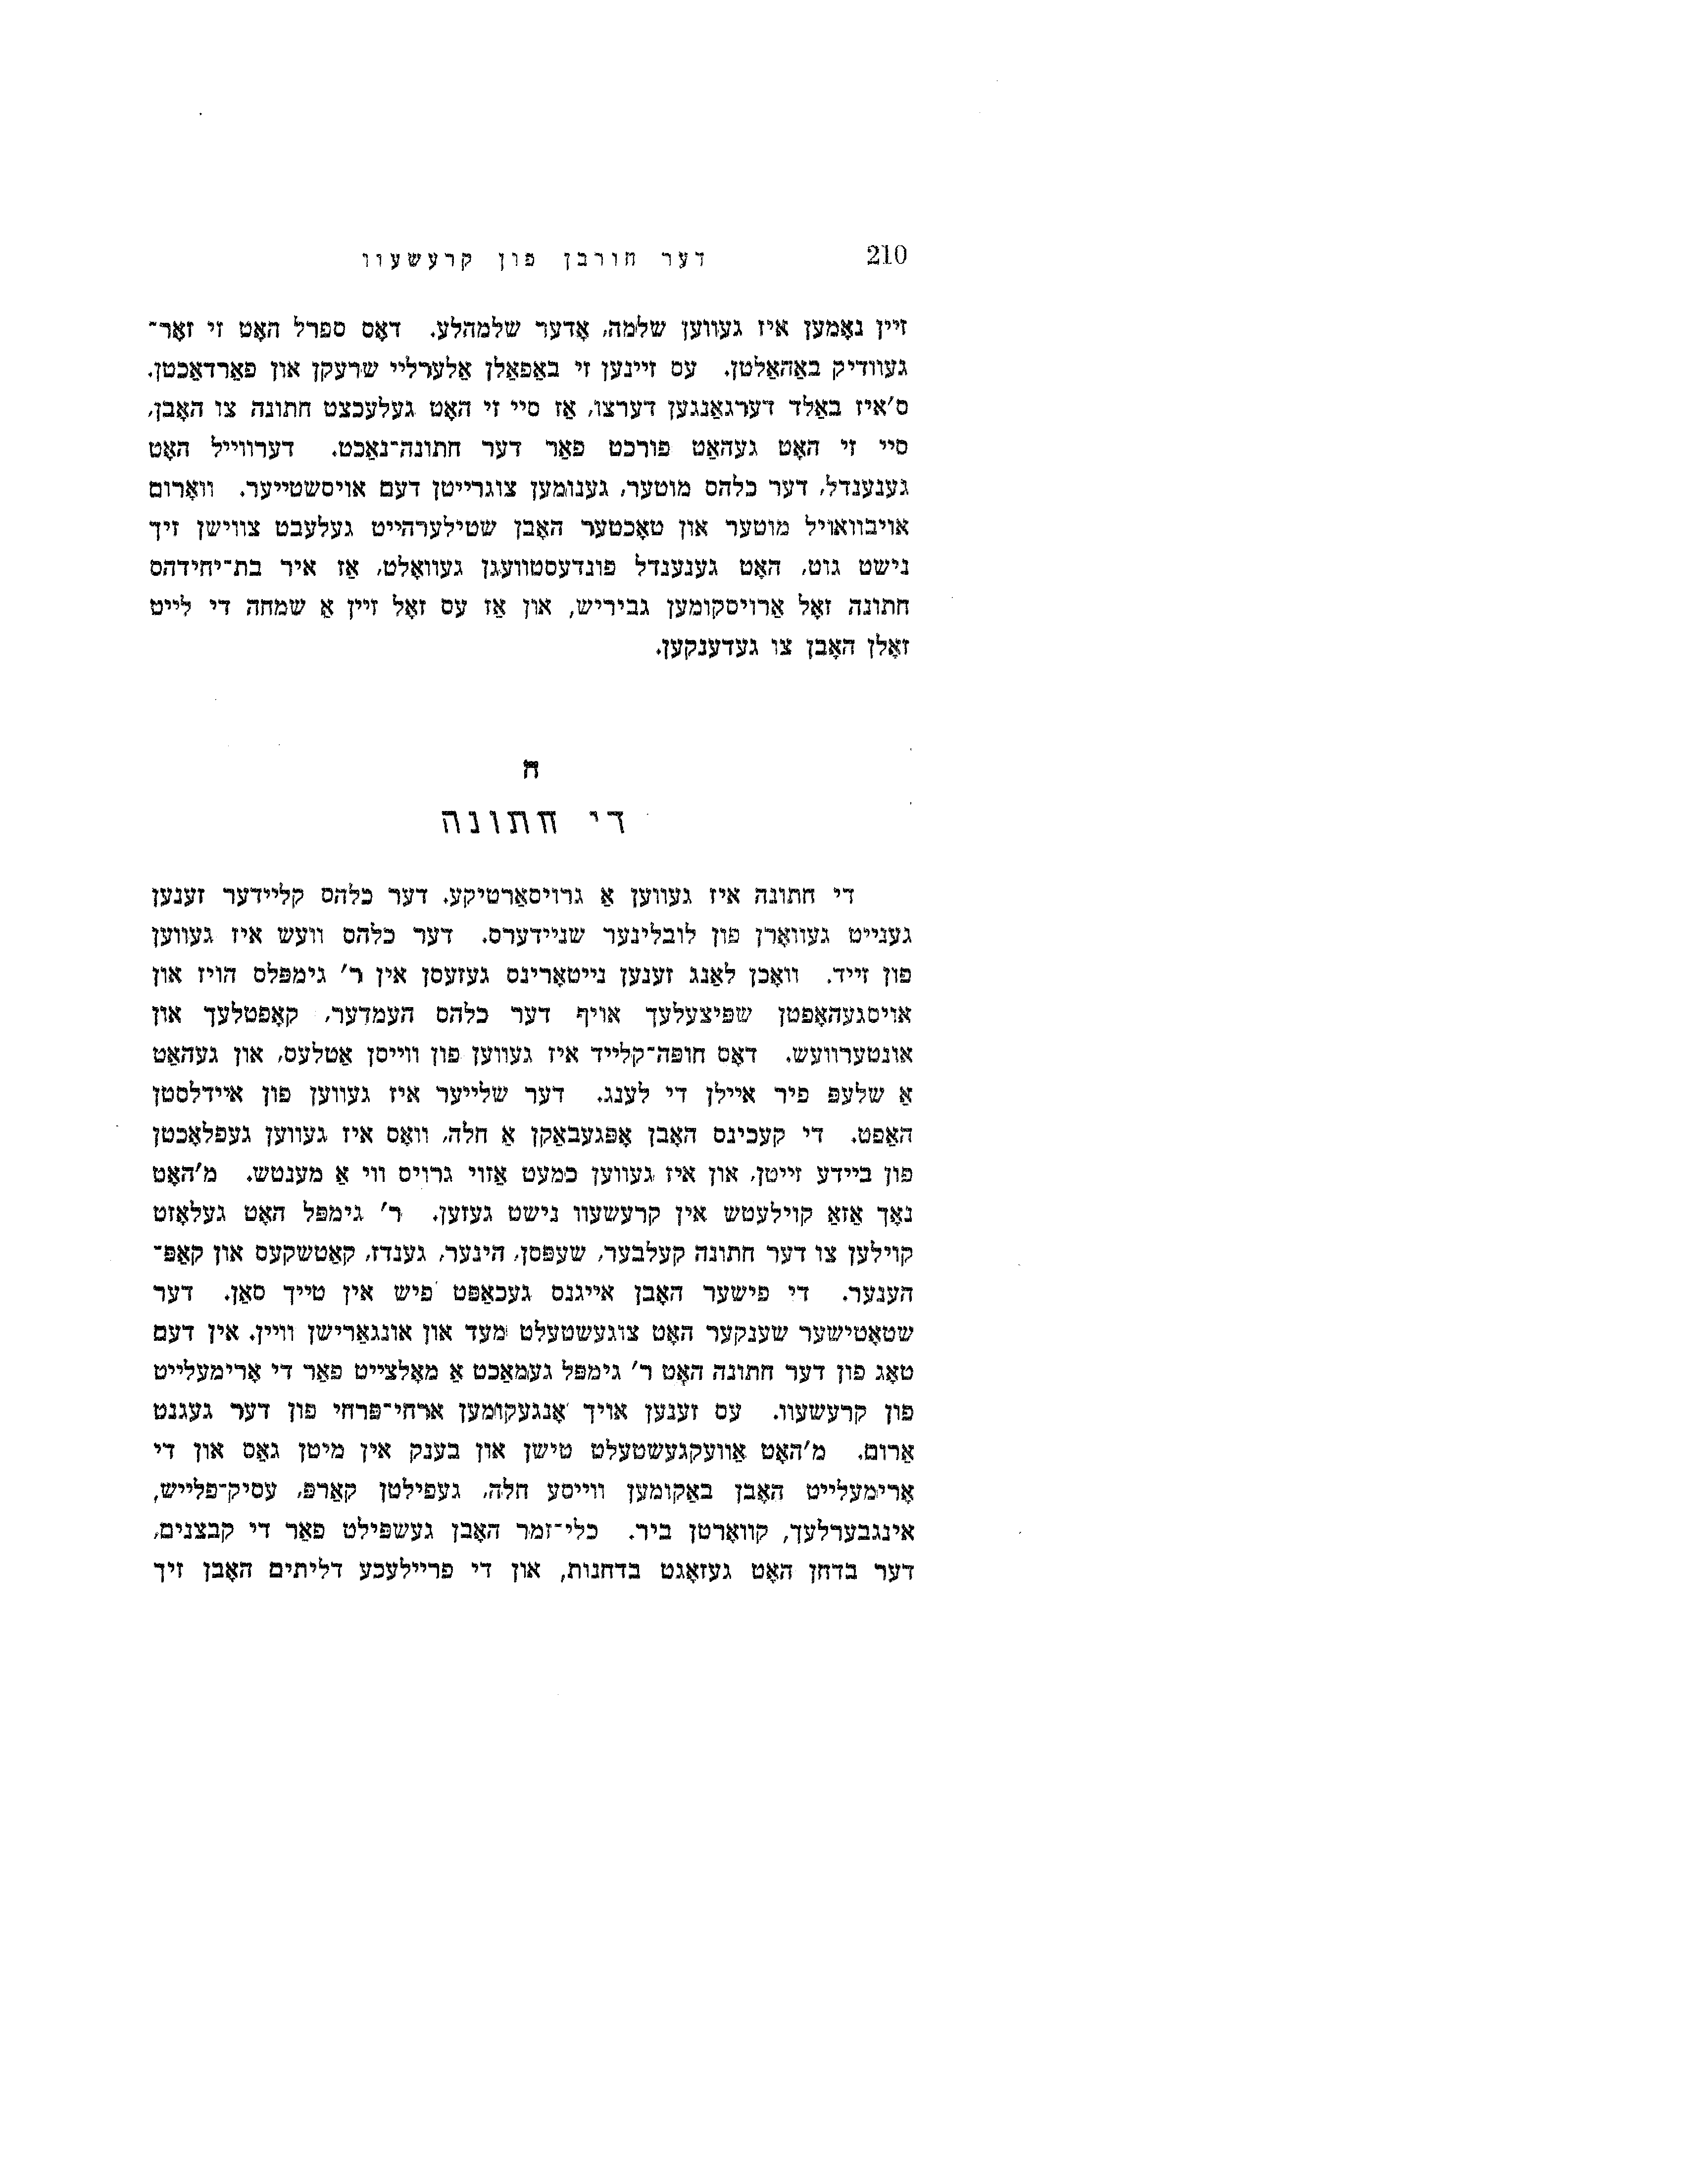 210 דער חורבן פון קרעשעוו
זיין נאָמען איז געווען שלמה, אָדער שלמהלע. דאָס ספרל האָט זי זאָר־
געוודיק באַהאַלטן. עס זיינען זי באַפאַלן אַלערליי שרעקן און פאַרדאַכטן.
ס'איז באַלד דערגאַנגען דערצו, אַז סיי זי האָט געלעכצט חתונה צו האָבן,
סיי זי האָט געהאַט פורכט פאַר דער חתונה־נאַכט. דערווייל האָט
גענענדל, דער כלהס מוטער, גענומען צוגרייטן דעם אויסשטייער. וואָרום
אויבוואויל מוטער און טאָכטער האָבן שטילערהייט געלעבט צווישן זיך
נישט גוט, האָט גענענדל פונדעסטוועגן געוואָלט, אַז איר בת־יחידהס
חתונה זאָל אַרויסקומען גביריש, און אַז עס זאָל זיין אַ שמחה די לייט
זאָלן האָבן צו געדענקען.
ה
די חתונה
די חתונה איז געווען אַ גרויסאַרטיקע. דער כלהס קליידער זענען
גענייט געוואָרן פון לובלינער שניידערס. דער כלהס וועש איז געווען
פון זייד. וואָכן לאַנג זענען נייטאָרינס געזעסן אין ר' גימפּלס הויז און
אויסגעהאָפטן שפּיצעלעך אויף דער כלהס העמדער, קאָפטלעך און
אונטערוועש. דאָס חופּה־קלייד איז געווען פון ווייסן אַטלעס, און געהאַט
אַ שלעפּ פיר איילן די לענג. דער שלייער איז געווען פון איידלסטן
האַפט. די קעכינס האָבן אָפּגעבאַקן אַ חלה, וואָס איז געווען געפלאָכטן
פון ביידע זייטן, און איז געווען כמעט אַזוי גרויס ווי אַ מענטש. מ'האָט
נאָך אַזאַ קוילעטש אין קרעשעוו נישט געזען. ר' גימפּל האָט געלאָזט
קוילען צו דער חתונה קעלבער, שעפּסן, הינער, גענדז, קאַטשקעס און קאַפּ־
הענער. די פישער האָבן אייגנס געכאַפּט פיש אין טייך סאַן. דער
שטאָטישער שענקער האָט צוגעשטעלט מעד און אונגאַרישן וויין. אין דעם
טאָג פון דער חתונה האָט ר' גימפּל געמאַכט אַ מאָלצייט פאַר די אָרימעלייט
פון קרעשעוו. עס זענען אויך אָנגעקומען ארחי־פּרחי פון דער געגנט
אַרום. מ'האָט אַוועקגעשטעלט טישן און בענק אין מיטן גאַס און די
אָרימעלייט האָבן באַקומען ווייסע חלה, געפילטן קאַרפּ, עסיק־פלייש,
אינגבערלעך, קוואָרטן ביר. כלי־זמר האָבן געשפּילט פאַר די קבצנים,
דער בדחן האָט געזאָגט בדחנות, און די פריילעכע דליתים האָבן זיך